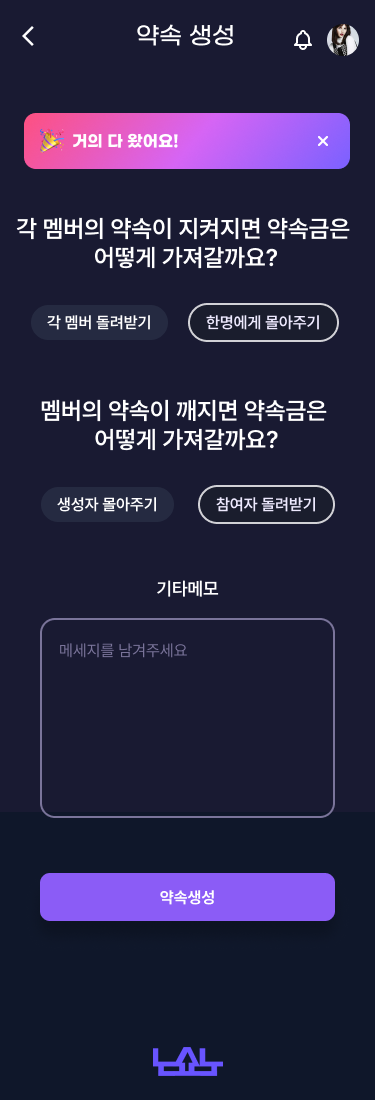 약속 생성
거의 다 왔어요!
각 멤버의 약속이 지켜지면 약속금은
어떻게 가져갈까요?
각 멤버 돌려받기 한명에게 몰아주기
멤버의 약속이 깨지면 약속금은
어떻게 가져갈까요?
생성자 몰아주기 참여자 돌려받기
기타메모
메세지를 남겨주세요
약속생성